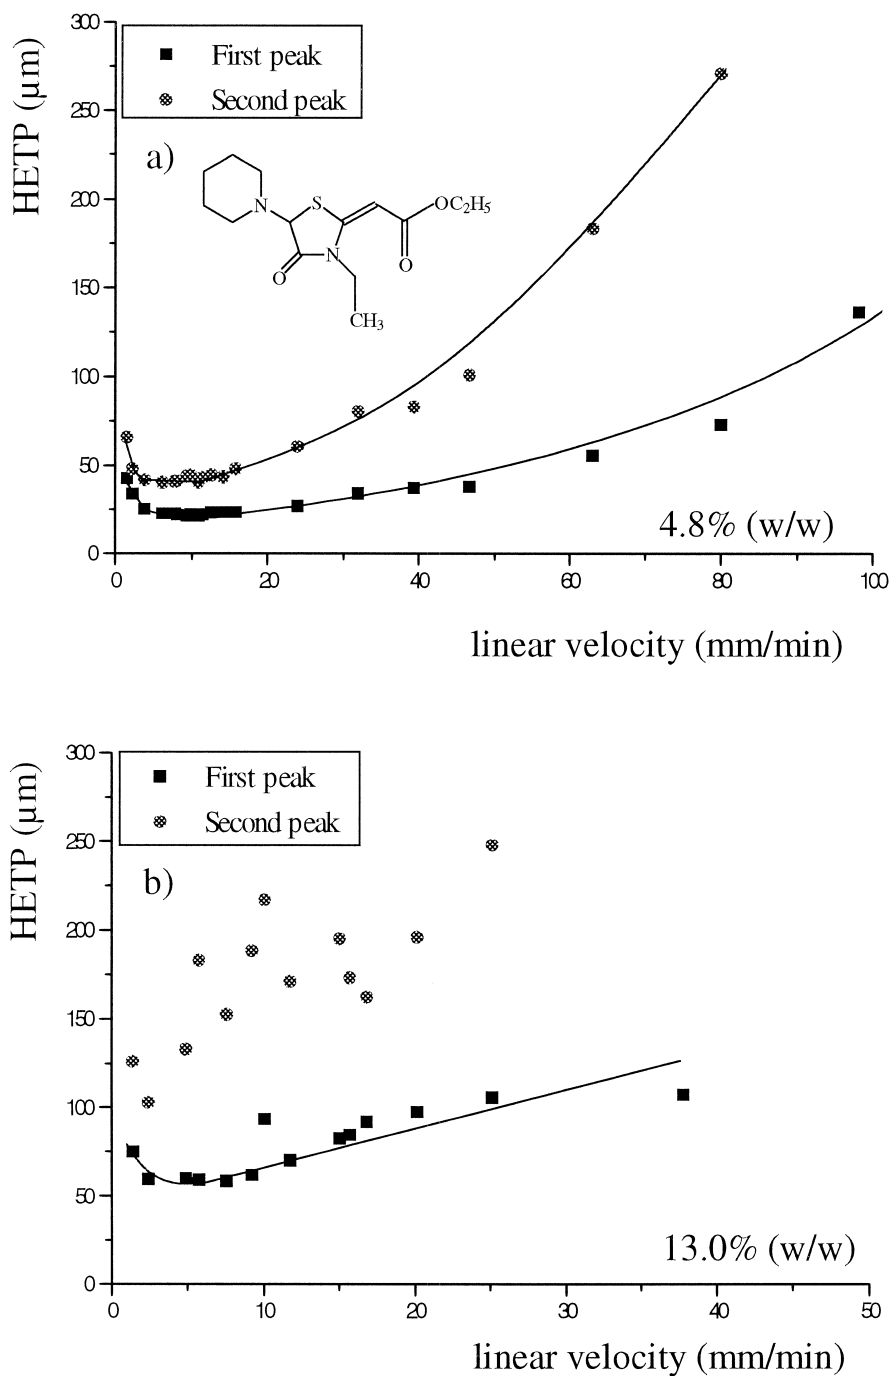 HETP (μm)
300
250
200
150
100
50
0
First peak
Second peak
a)
N
S
OC₂H₅
O
N
O
CH₃
4.8% (w/w)
0 20 40 60 80 100
linear velocity (mm/min)
HETP (μm)
300
250
200
150
100
50
0
First peak
Second peak
b)
13.0% (w/w)
0 10 20 30 40 50
linear velocity (mm/min)